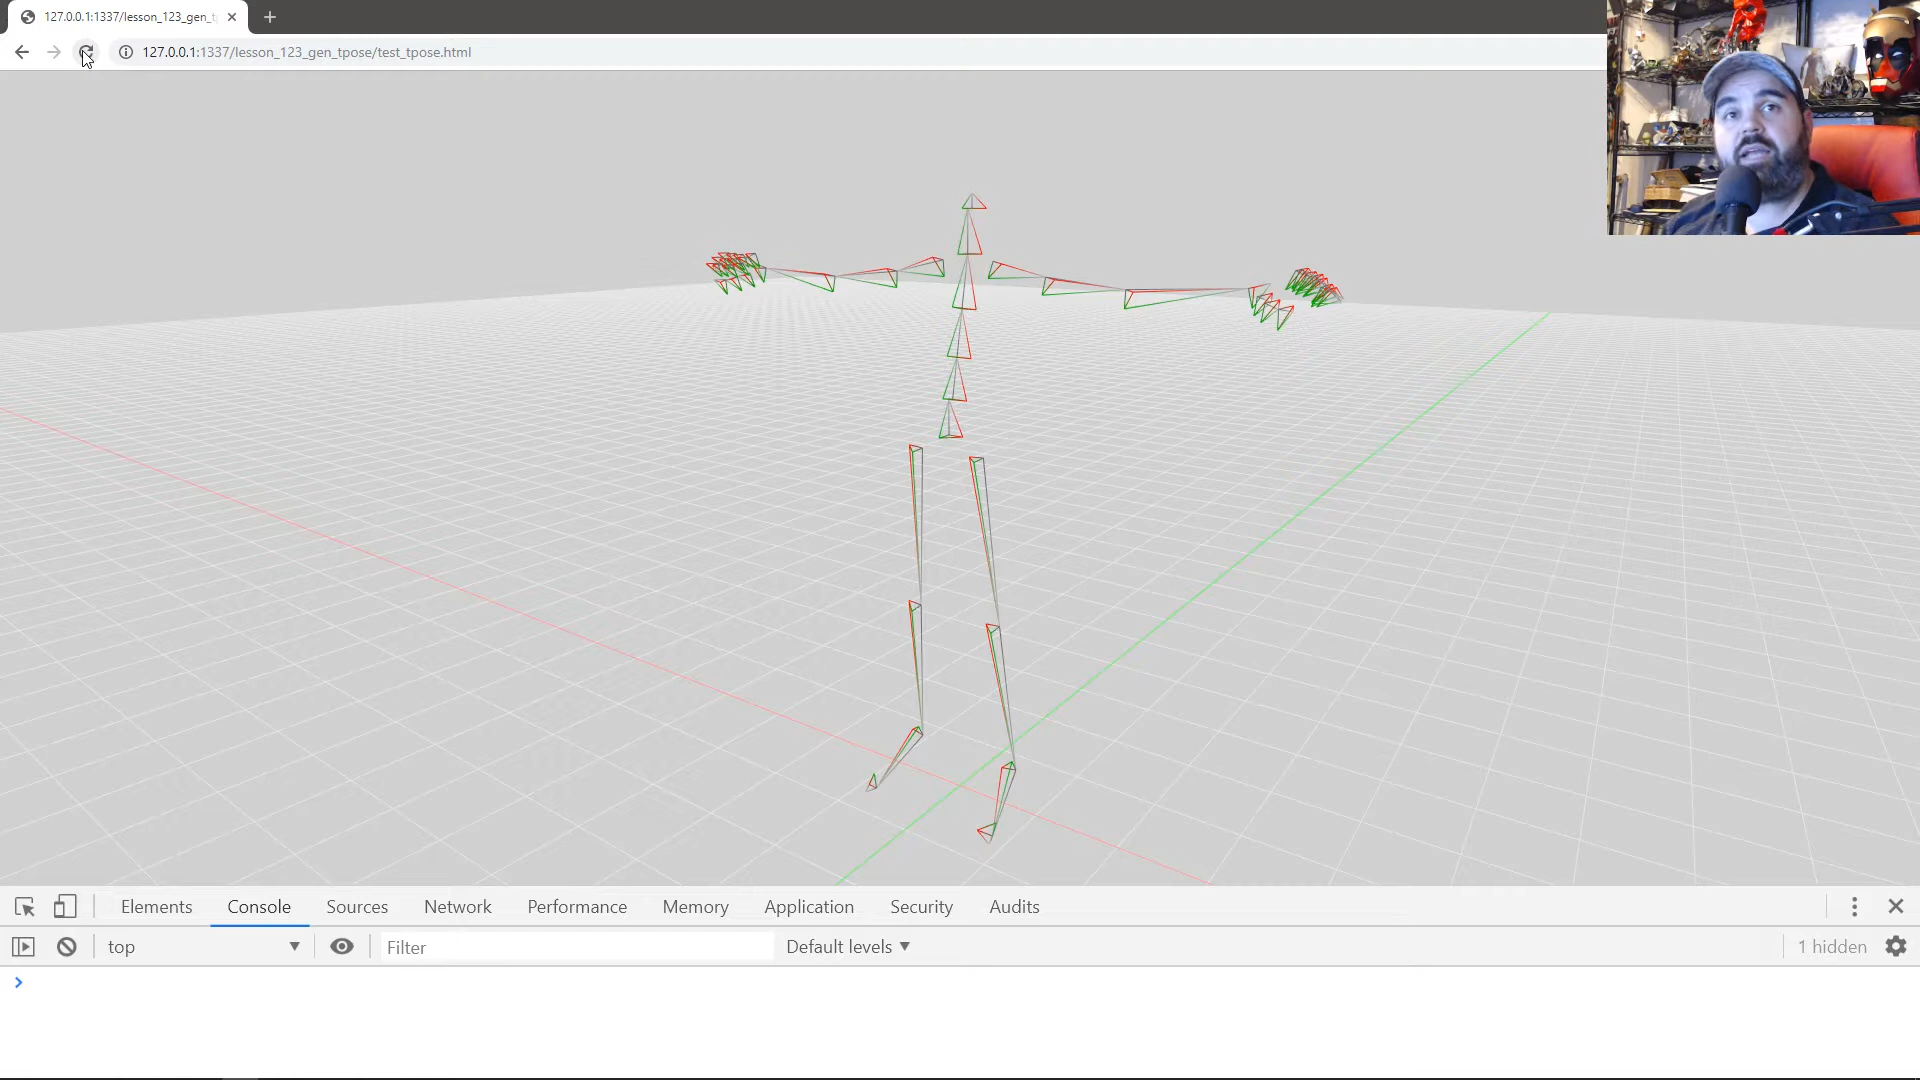 127.0.0.1:1337/lesson_123_gen_t
127.0.0.1:1337/lesson_123_gen_tpose/test_tpose.html
Elements Console Sources Network Performance Memory Application Security Audits
top Filter Default levels 1 hidden